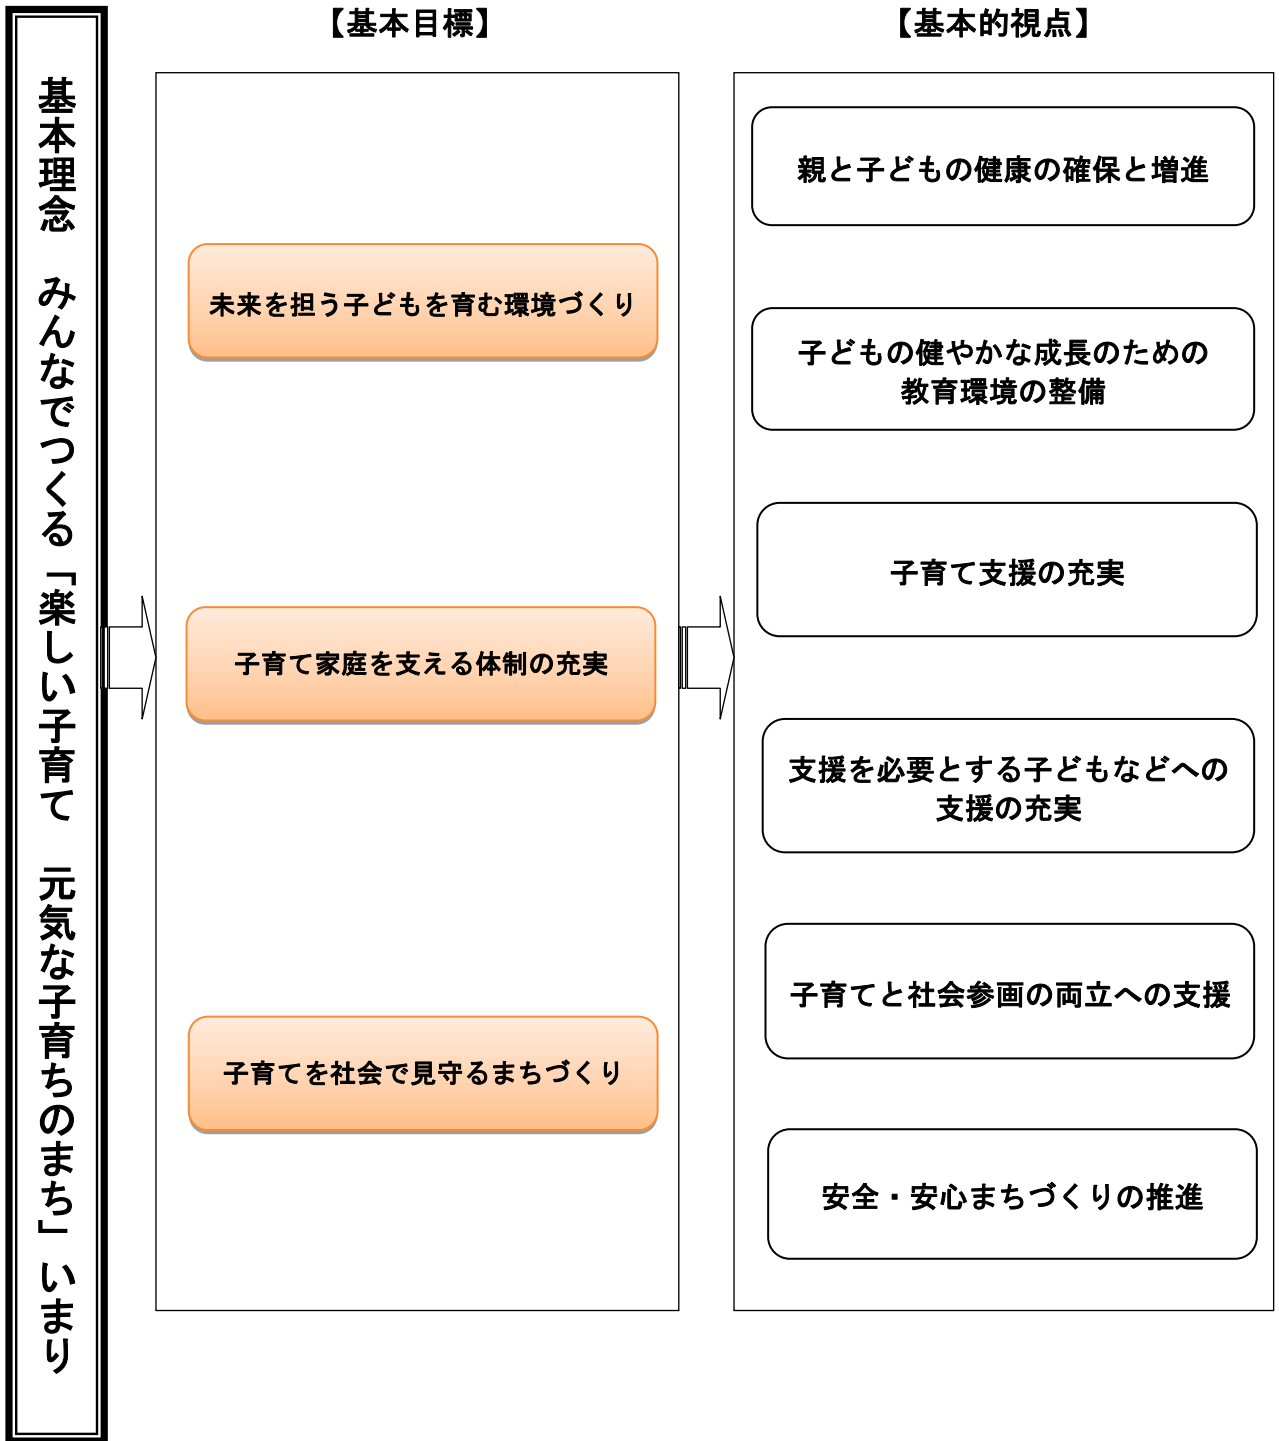 基本理念　みんなでつくる「楽しい子育て　元気な子育ちのまち」いまり
【基本目標】
未来を担う子どもを育む環境づくり
子育て家庭を支える体制の充実
子育てを社会で見守るまちづくり
【基本的視点】
親と子どもの健康の確保と増進
子どもの健やかな成長のための
教育環境の整備
子育て支援の充実
支援を必要とする子どもなどへの
支援の充実
子育てと社会参画の両立への支援
安全・安心まちづくりの推進